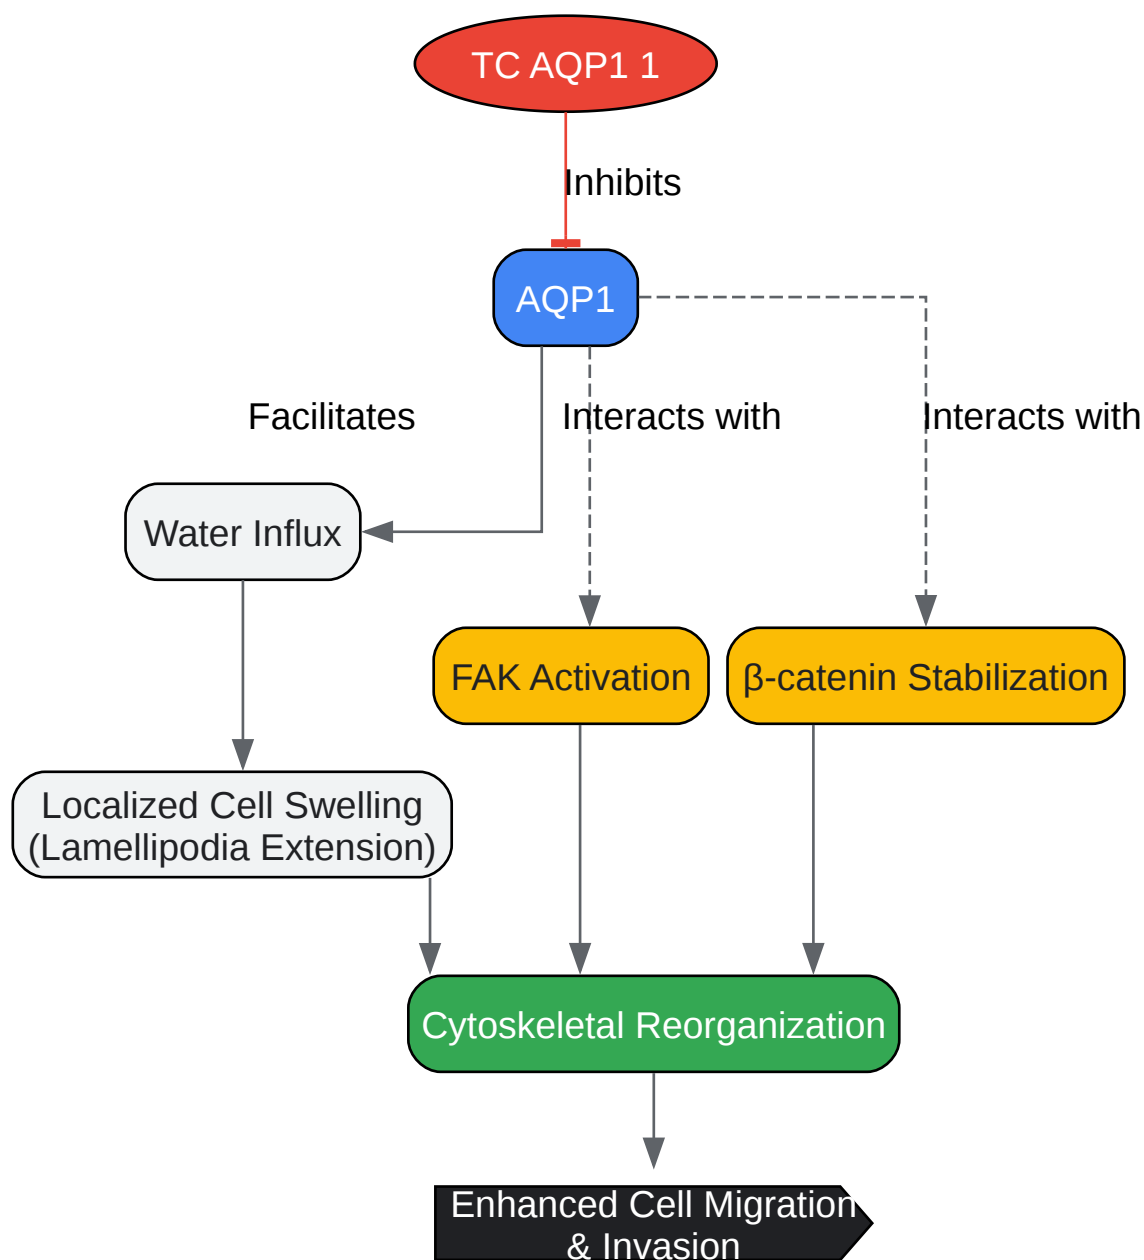 TC AQP1 1
Inhibits
AQP1
Facilitates
Interacts with
Interacts with
Water Influx
FAK Activation
β-catenin Stabilization
Localized Cell Swelling
(Lamellipodia Extension)
Cytoskeletal Reorganization
Enhanced Cell Migration
& Invasion